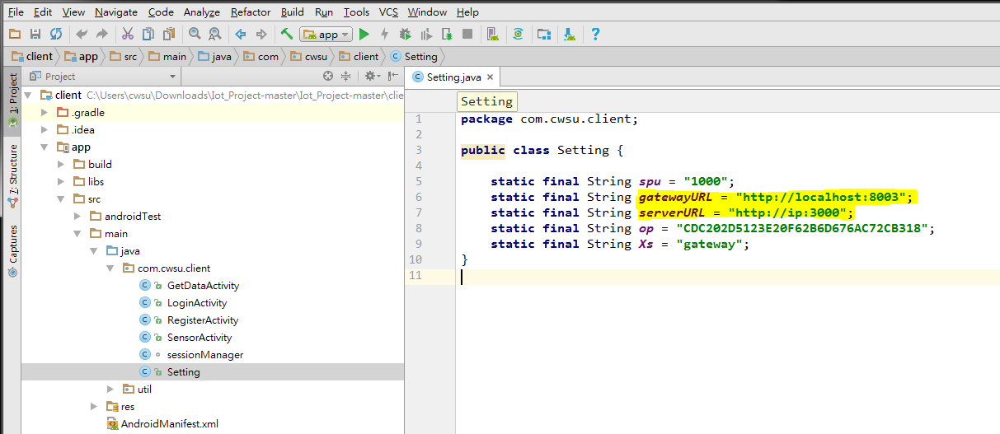 File Edit View Navigate Code Analyze Refactor Build Run Tools VCS Window Help
app
client app src main java com cwsu client Setting
Project
Setting.java
1: Project
7: Structure
Captures
client C:\Users\cwsu\Downloads\Iot_Project-master\Iot_Project-master\clie
.gradle
.idea
app
build
libs
src
androidTest
main
java
com.cwsu.client
GetDataActivity
LoginActivity
RegisterActivity
SensorActivity
sessionManager
Setting
util
res
AndroidManifest.xml
Setting
1 package com.cwsu.client;
2
3 public class Setting {
4
5 static final String spu = "1000";
6 static final String gatewayURL = "http://localhost:8003";
7 static final String serverURL = "http://ip:3000";
8 static final String op = "CDC202D5123E20F62B6D676AC72CB318";
9 static final String Xs = "gateway";
10 }
11